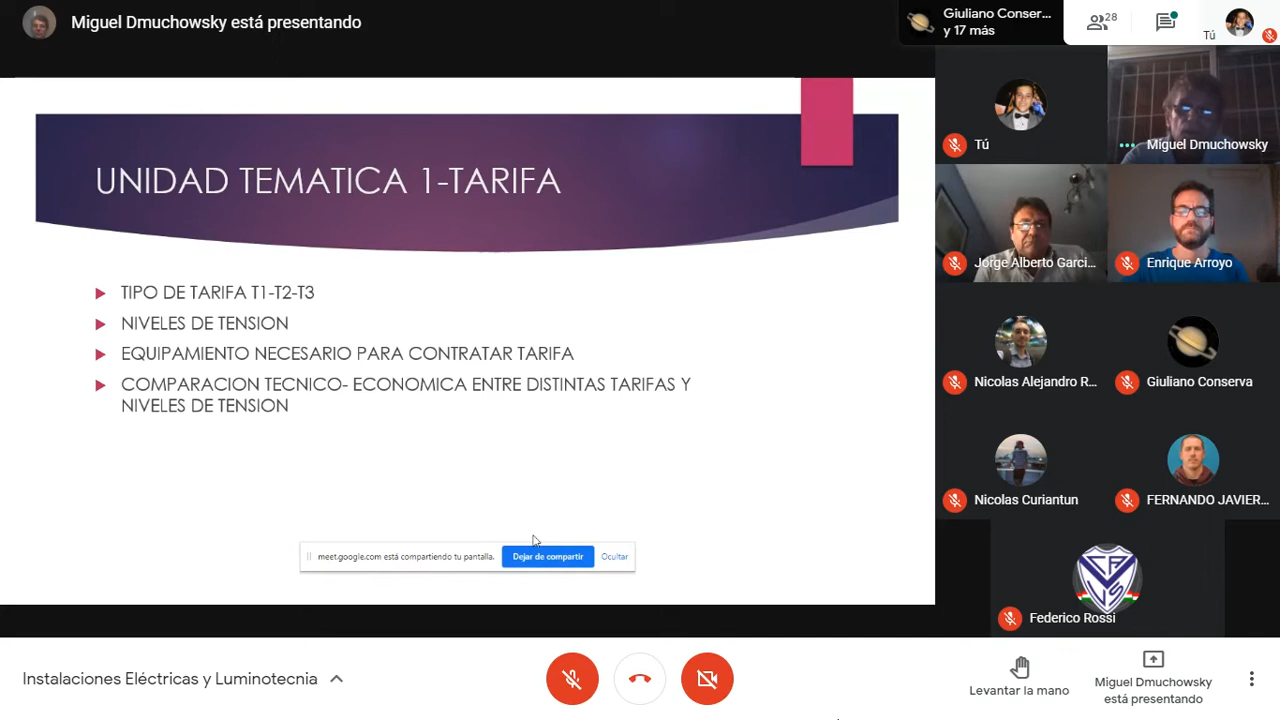 Miguel Dmuchowsky está presentando
Giuliano Conser...
y 17 más
28
Tú
UNIDAD TEMATICA 1-TARIFA
TIPO DE TARIFA T1-T2-T3
NIVELES DE TENSION
EQUIPAMIENTO NECESARIO PARA CONTRATAR TARIFA
COMPARACION TECNICO- ECONOMICA ENTRE DISTINTAS TARIFAS Y
NIVELES DE TENSION
meet.google.com está compartiendo tu pantalla.
Dejar de compartir
Ocultar
Tú
Miguel Dmuchowsky
Jorge Alberto Garci...
Enrique Arroyo
Nicolas Alejandro R...
Giuliano Conserva
Nicolas Curiantun
FERNANDO JAVIER...
Federico Rossi
Instalaciones Eléctricas y Luminotecnia
Levantar la mano
Miguel Dmuchowsky
está presentando